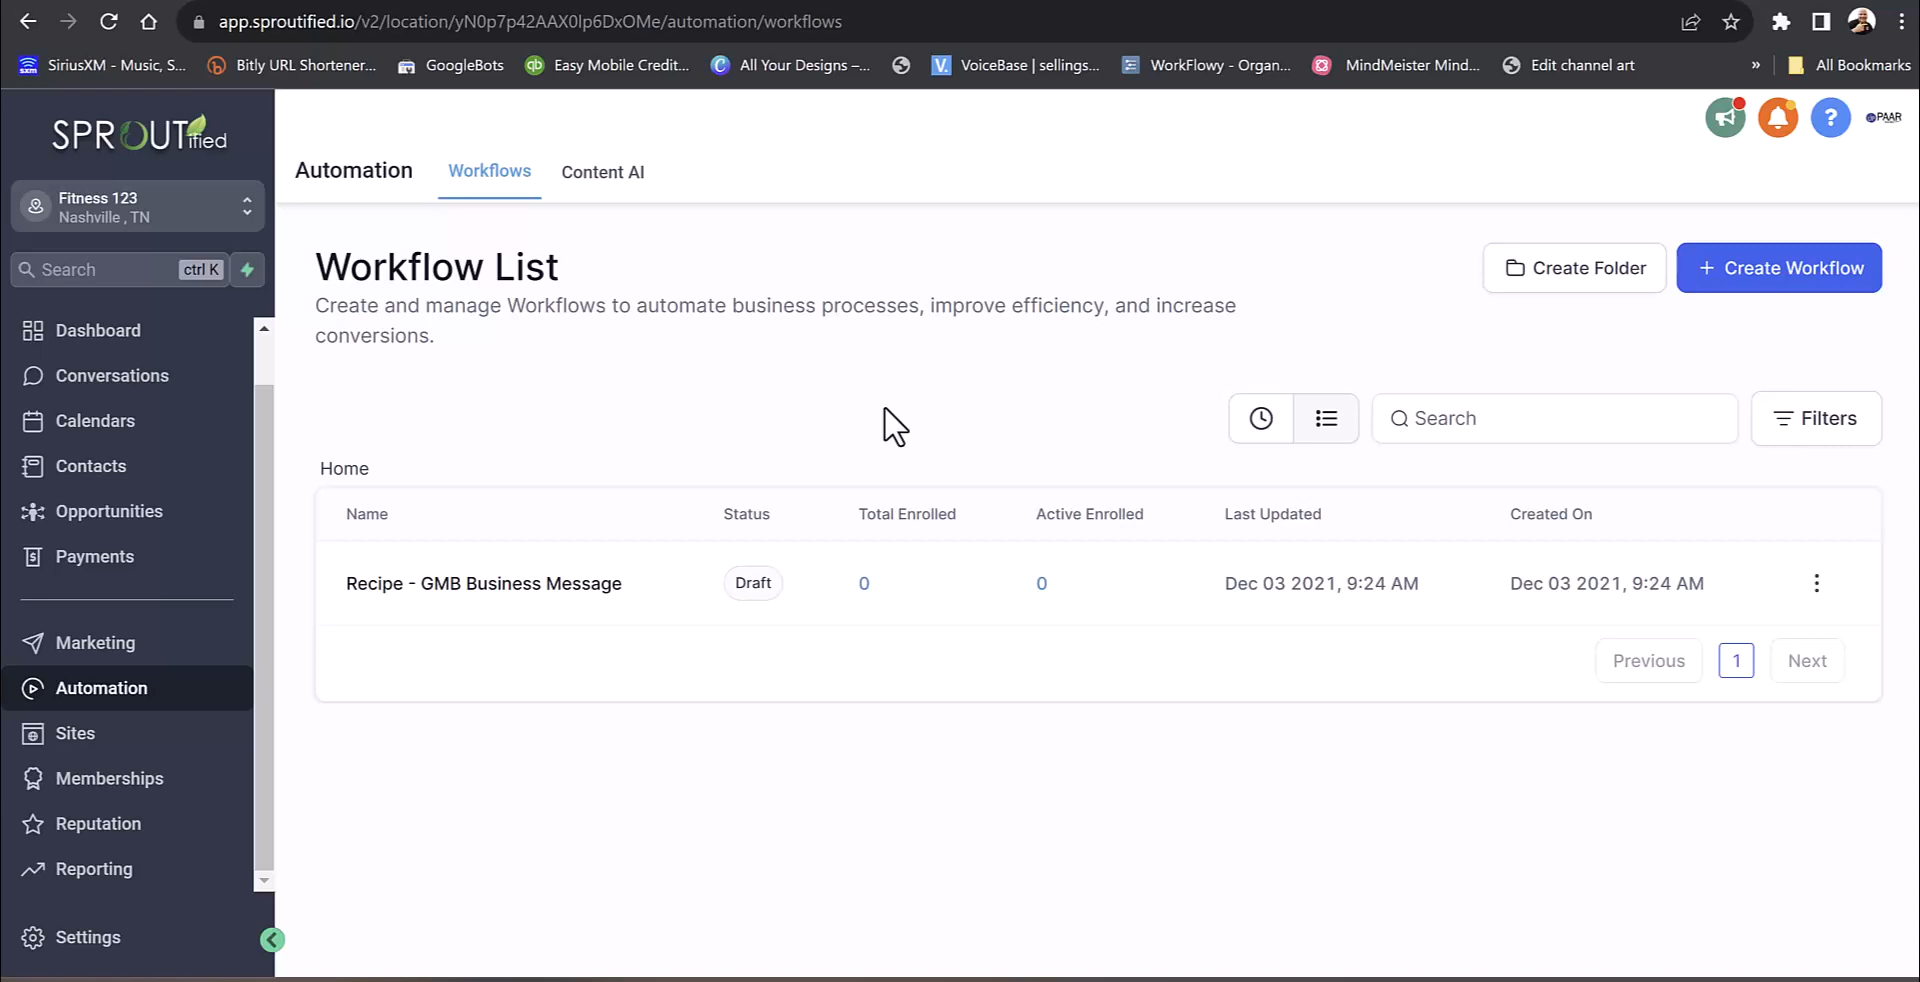 app.sproutified.io/v2/location/yN0p7p42AAX0lp6DxOMe/automation/workflows
sxm SiriusXM - Music, S... Bitly URL Shortener... GoogleBots qb Easy Mobile Credit... C All Your Designs –... V. VoiceBase | sellings... WorkFlowy - Organ... MindMeister Mind... Edit channel art » All Bookmarks
SPROUTified
Fitness 123
Nashville , TN
Search ctrl K
Dashboard
Conversations
Calendars
Contacts
Opportunities
Payments
Marketing
Automation
Sites
Memberships
Reputation
Reporting
Settings
? PAAR
Automation Workflows Content AI
Workflow List
Create and manage Workflows to automate business processes, improve efficiency, and increase
conversions.
Create Folder + Create Workflow
Search Filters
Home
Name Status Total Enrolled Active Enrolled Last Updated Created On
Recipe - GMB Business Message Draft 0 0 Dec 03 2021, 9:24 AM Dec 03 2021, 9:24 AM
Previous 1 Next